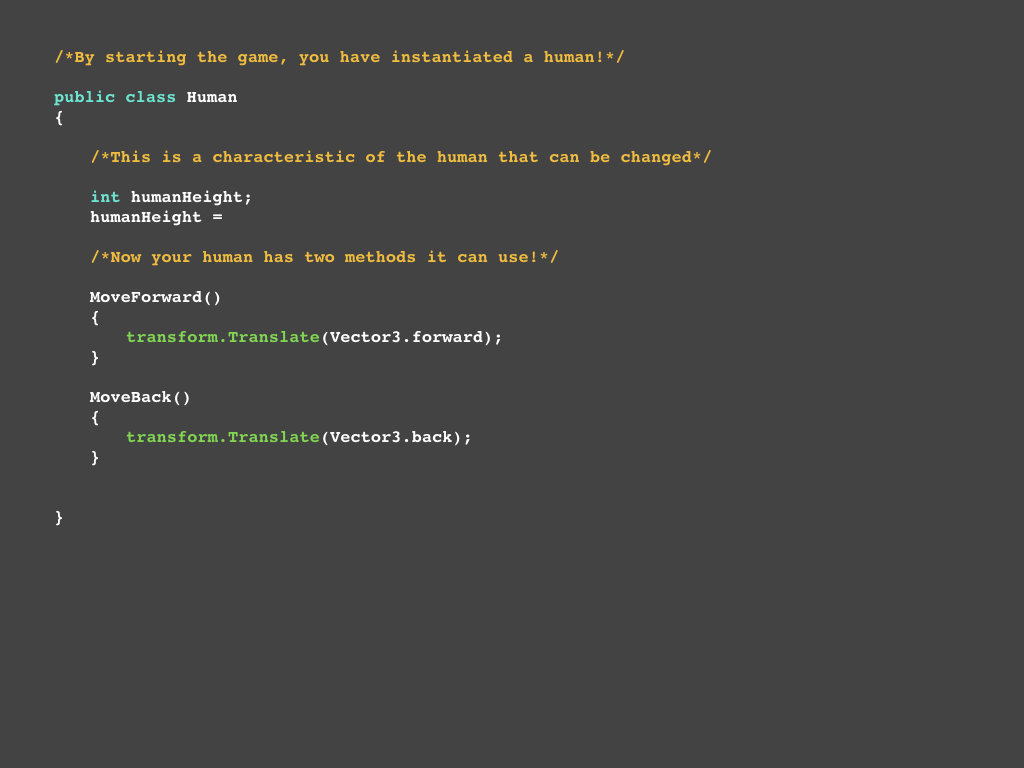 /*By starting the game, you have instantiated a human!*/
public class Human
{
/*This is a characteristic of the human that can be changed*/
int humanHeight;
humanHeight =
/*Now your human has two methods it can use!*/
MoveForward()
{
transform.Translate(Vector3.forward);
}
MoveBack()
{
transform.Translate(Vector3.back);
}
}